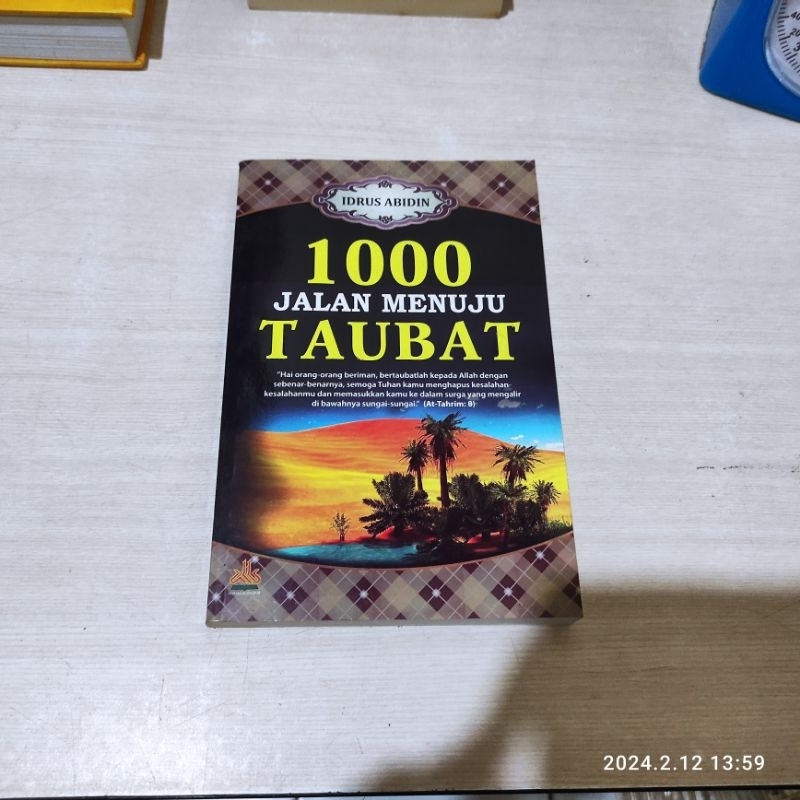 IDRUS ABIDIN
1000
JALAN MENUJU
TAUBAT
"Hai orang-orang beriman, bertaubatlah kepada Allah dengan
sebenar-benarnya, semoga Tuhan kamu menghapus kesalahan-
kesalahanmu dan memasukkan kamu ke dalam surga yang mengalir
di bawahnya sungai-sungai." (At-Tahrim: 8)
2024.2.12 13:59